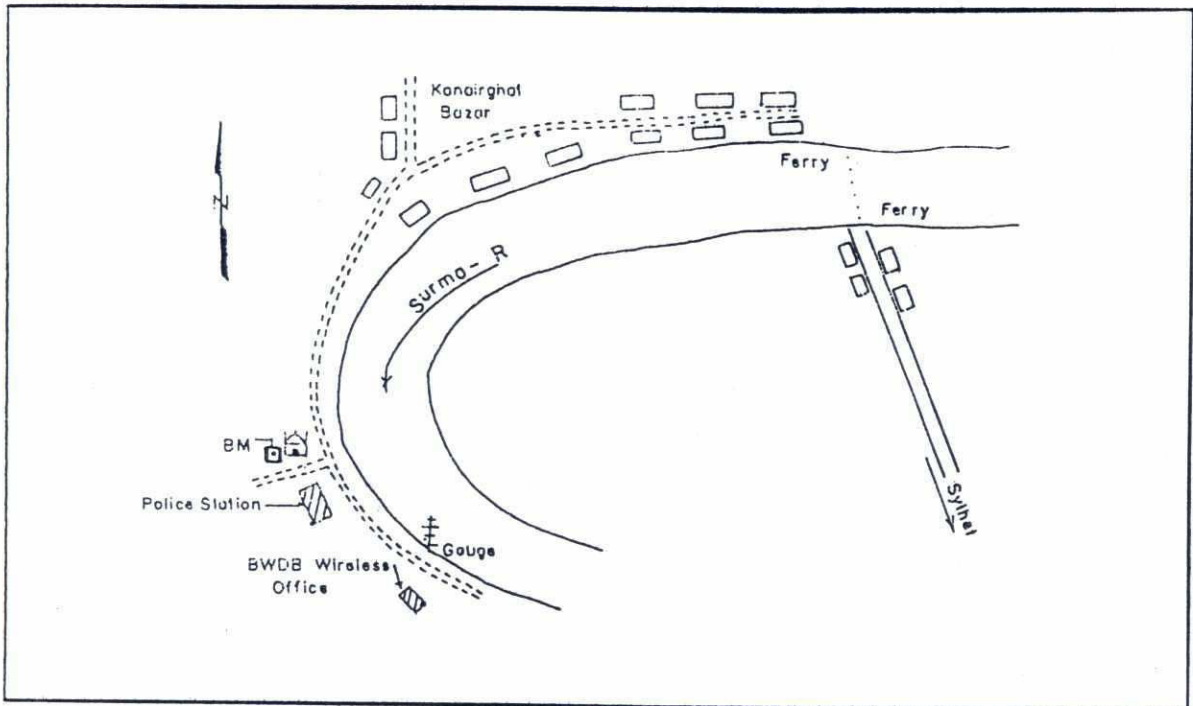 Kanairghat
Bazar
N
Ferry
Ferry
Surma - R
BM
Police Station
Gauge
BWDB Wireless
Office
Sylhet